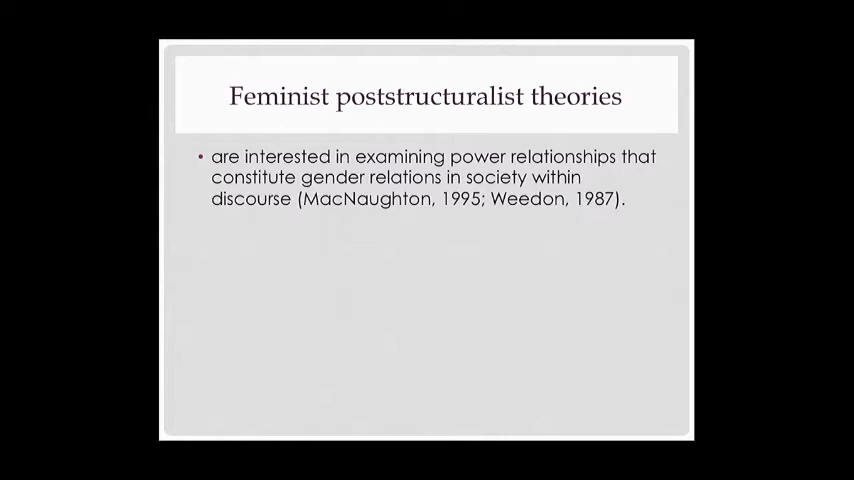 Feminist poststructuralist theories
• are interested in examining power relationships that
constitute gender relations in society within
discourse (MacNaughton, 1995; Weedon, 1987).